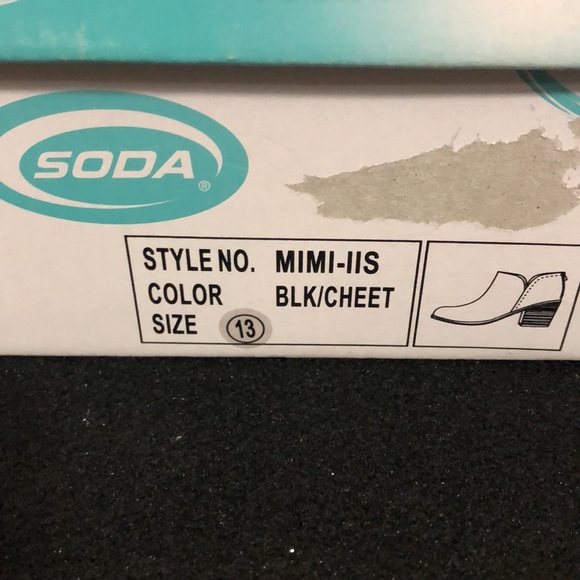 SODA®
STYLE NO. MIMI-IIS
COLOR BLK/CHEET
SIZE 13